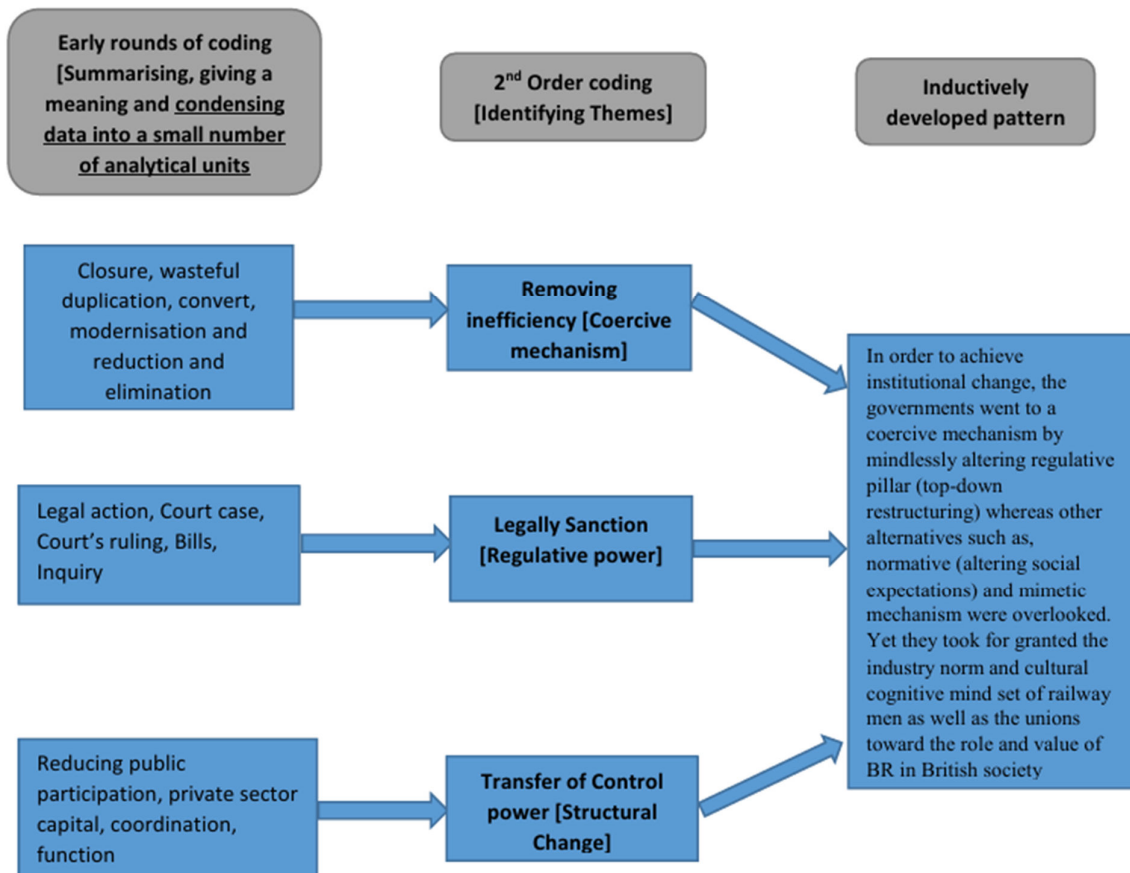 Early rounds of coding
[Summarising, giving a
meaning and condensing
data into a small number
of analytical units
2nd Order coding
[Identifying Themes]
Inductively
developed pattern
Closure, wasteful
duplication, convert,
modernisation and
reduction and
elimination
Removing
inefficiency [Coercive
mechanism]
Legal action, Court case,
Court's ruling, Bills,
Inquiry
Legally Sanction
[Regulative power]
Reducing public
participation, private sector
capital, coordination,
function
Transfer of Control
power [Structural
Change]
In order to achieve
institutional change, the
governments went to a
coercive mechanism by
mindlessly altering regulative
pillar (top-down
restructuring) whereas other
alternatives such as,
normative (altering social
expectations) and mimetic
mechanism were overlooked.
Yet they took for granted the
industry norm and cultural
cognitive mind set of railway
men as well as the unions
toward the role and value of
BR in British society